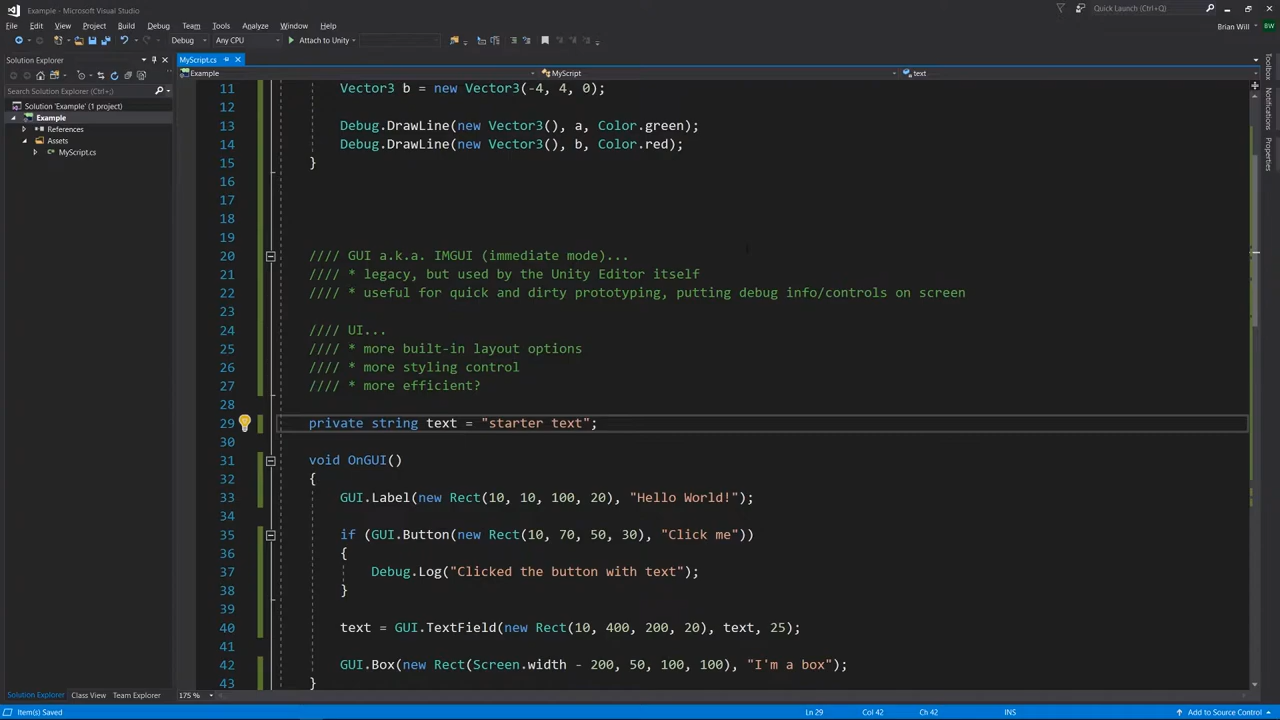 Example - Microsoft Visual Studio
Quick Launch (Ctrl+Q)
File Edit View Project Build Debug Team Tools Analyze Window Help
Brian Will BW
Debug Any CPU Attach to Unity
Solution Explorer
Search Solution Explorer (Ctrl+;)
Solution 'Example' (1 project)
Example
References
Assets
MyScript.cs
MyScript.cs
Example MyScript text
11 Vector3 b = new Vector3(-4, 4, 0);
12
13 Debug.DrawLine(new Vector3(), a, Color.green);
14 Debug.DrawLine(new Vector3(), b, Color.red);
15 }
16
17
18
19
20 //// GUI a.k.a. IMGUI (immediate mode)...
21 //// * legacy, but used by the Unity Editor itself
22 //// * useful for quick and dirty prototyping, putting debug info/controls on screen
23
24 //// UI...
25 //// * more built-in layout options
26 //// * more styling control
27 //// * more efficient?
28
29 private string text = "starter text";
30
31 void OnGUI()
32 {
33 GUI.Label(new Rect(10, 10, 100, 20), "Hello World!");
34
35 if (GUI.Button(new Rect(10, 70, 50, 30), "Click me"))
36 {
37 Debug.Log("Clicked the button with text");
38 }
39
40 text = GUI.TextField(new Rect(10, 400, 200, 20), text, 25);
41
42 GUI.Box(new Rect(Screen.width - 200, 50, 100, 100), "I'm a box");
43 }
Toolbox
Notifications
Properties
Solution Explorer Class View Team Explorer
175 %
Item(s) Saved
Ln 29 Col 42 Ch 42 INS
Add to Source Control